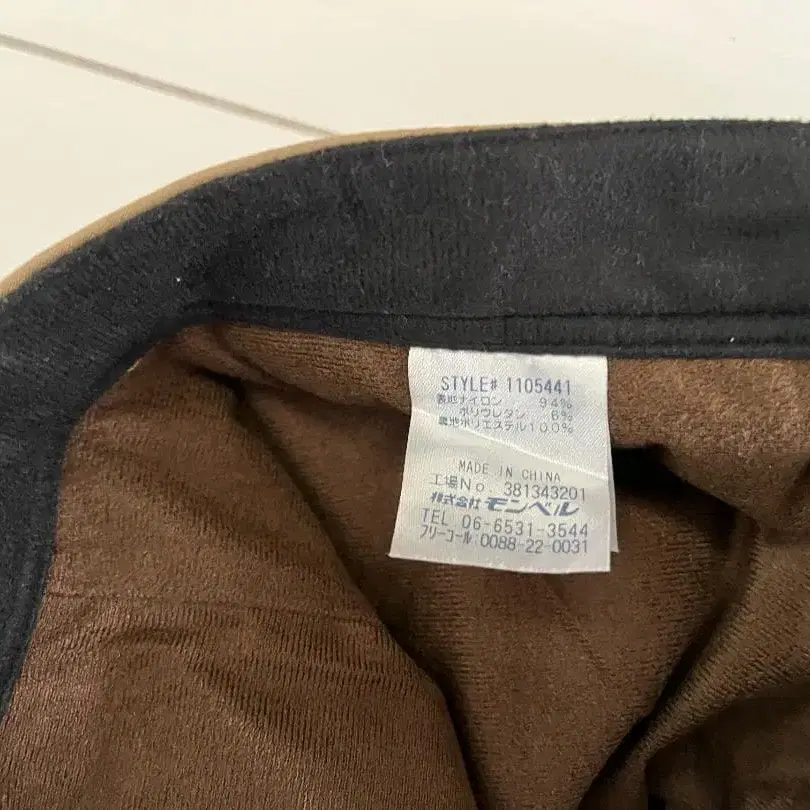 STYLE# 1105441
表地ナイロン 94%
ポリウレタン 6%
裏地ポリエステル100%
MADE IN CHINA
工場No. 381343201
株式会社モンベル
TEL 06-6531-3544
フリーコール 0088-22-0031